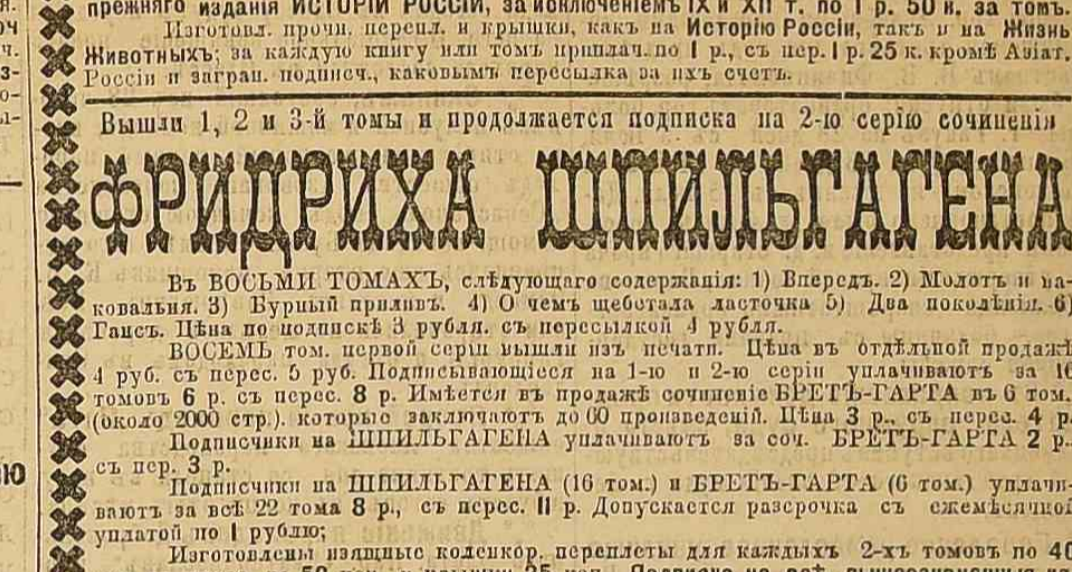 прежняго изданія ИСТОРІИ РОССІИ, за исключеніемъ IX и XII т. по 1 р. 50 к. за томъ.
Изготовл. прочн. перепл. и крышки, какъ на Исторію Россіи, такъ и на Жизнь
Животныхъ; за каждую книгу или томъ приплач. по 1 р., съ пер. 1 р. 25 к. кромѣ Азіат.
Россіи и загран. подписч., каковымъ пересылка за ихъ счетъ.
Вышли 1, 2 и 3-й томы и продолжается подписка на 2-ю серію сочиненія
ФРИДРИХА ШПИЛЬГАГЕНА
Въ ВОСЬМИ ТОМАХЪ, слѣдующаго содержанія: 1) Впередъ. 2) Молотъ и на-
ковальня. 3) Бурный приливъ. 4) О чемъ щебетала ласточка 5) Два поколѣнія. 6)
Гансъ. Цѣна по подпискѣ 3 рубля. съ пересылкой 4 рубля.
ВОСЕМЬ том. первой серіи вышли изъ печати. Цѣна въ отдѣльной продажѣ
4 руб. съ перес. 5 руб. Подписывающіеся на 1-ю и 2-ю серіи уплачиваютъ за 16
томовъ 6 р. съ перес. 8 р. Имѣется въ продажѣ сочиненіе БРЕТЪ-ГАРТА въ 6 том.
(около 2000 стр.). которые заключаютъ до 60 произведеній. Цѣна 3 р., съ перес. 4 р.
Подписчики на ШПИЛЬГАГЕНА уплачиваютъ за соч. БРЕТЪ-ГАРТА 2 р..
съ пер. 3 р.
Подписчики на ШПИЛЬГАГЕНА (16 том.) и БРЕТЪ-ГАРТА (6 том.) уплачи-
ваютъ за всѣ 22 тома 8 р., съ перес. 11 р. Допускается разсрочка съ ежемѣсячной
уплатой по 1 рублю;
Изготовлены изящные коленкор. переплеты для каждыхъ 2-хъ томовъ по 40